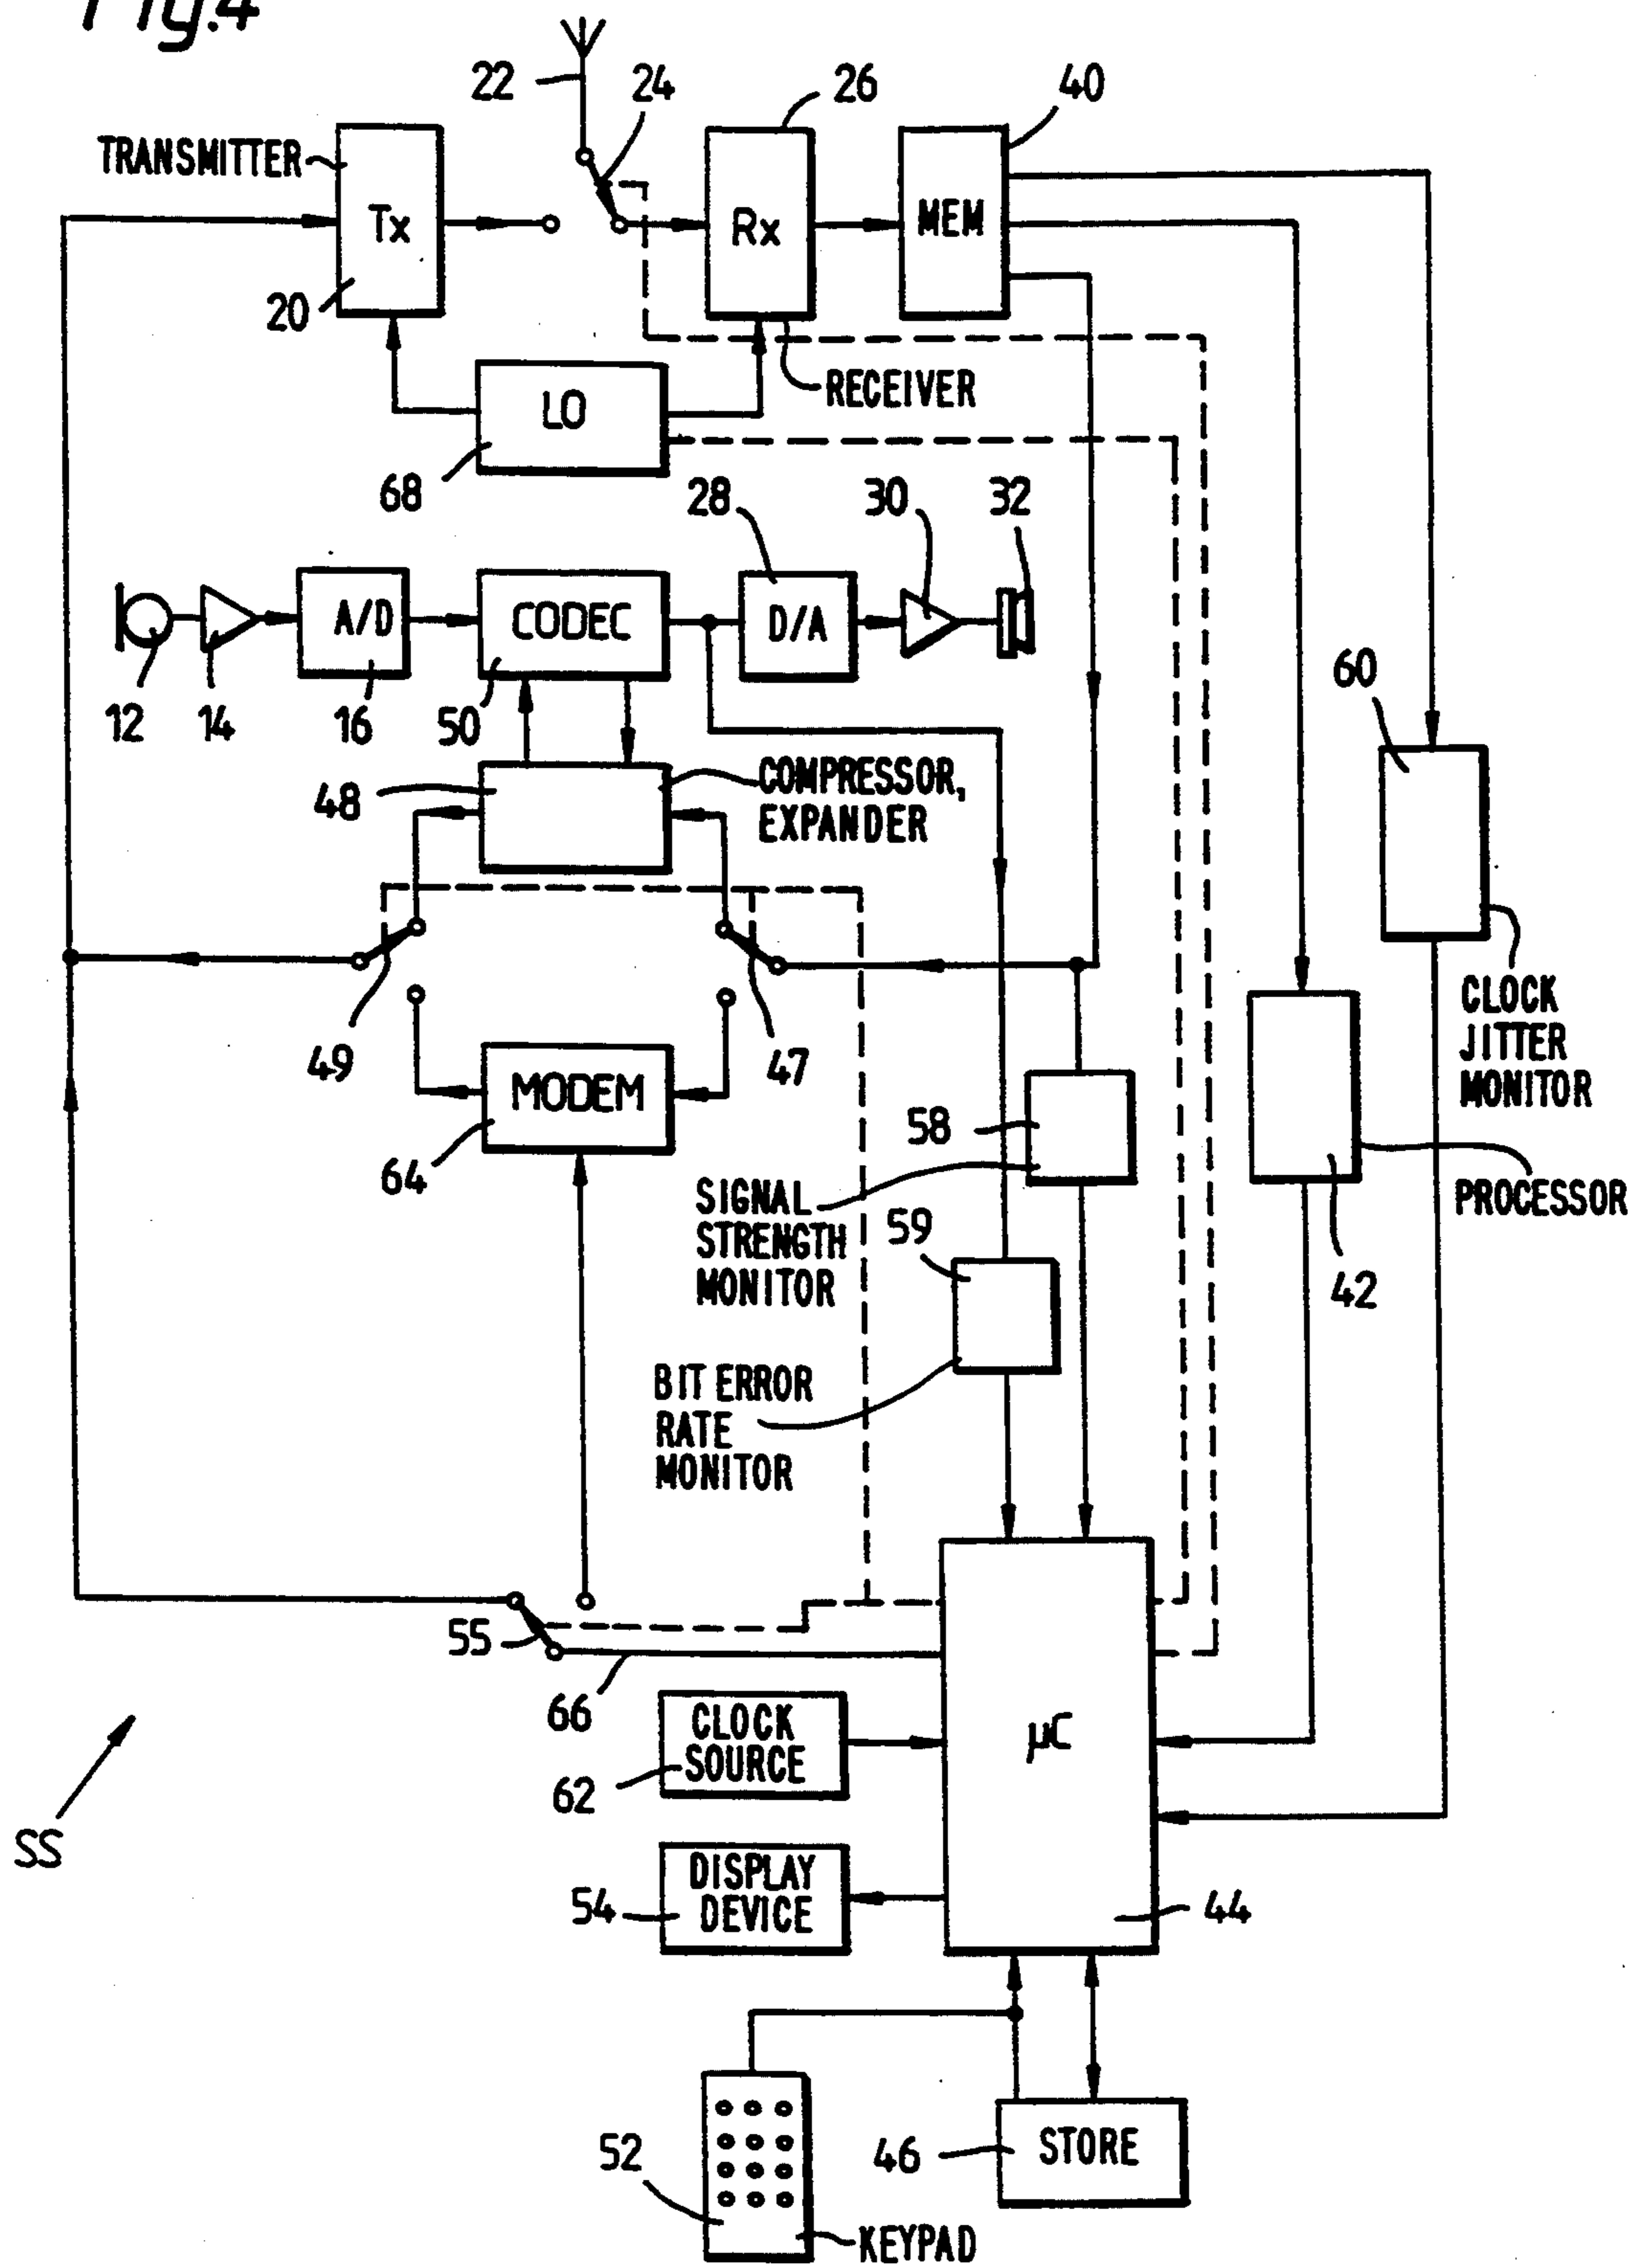 Fig.4
22
24
26
40
TRANSMITTER
Tx
Rx
MEM
20
LO
RECEIVER
68
28
30
32
A/D
CODEC
D/A
12
14
16
50
60
48
COMPRESSOR,
EXPANDER
49
47
CLOCK
JITTER
MONITOR
MODEM
64
58
SIGNAL
STRENGTH
MONITOR
59
PROCESSOR
42
BIT ERROR
RATE
MONITOR
55
66
CLOCK
SOURCE
62
µC
SS
DISPLAY
DEVICE
54
44
52
46
STORE
KEYPAD